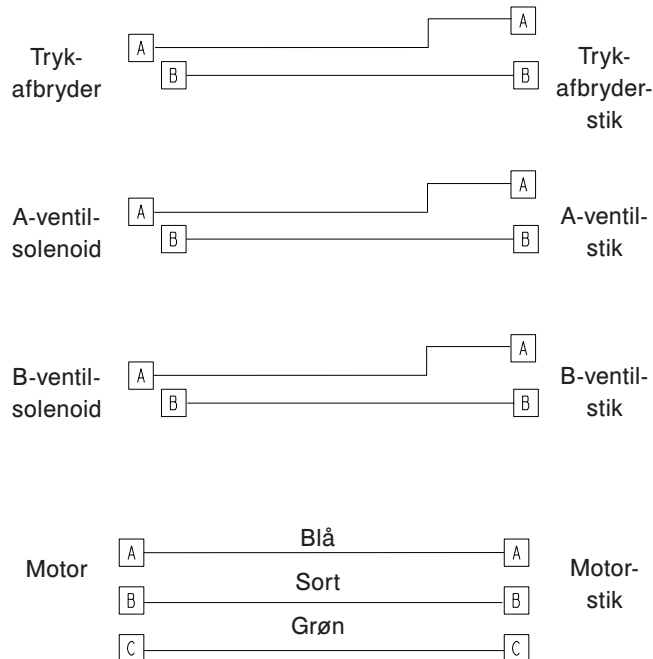 A
A
Tryk-
afbryder
B
B
Tryk-
afbryder-
stik
A
A
A-ventil-
solenoid
B
B
A-ventil-
stik
A
A
B-ventil-
solenoid
B
B
B-ventil-
stik
Motor
A
Blå
A
B
Sort
B
C
Grøn
C
Motor-
stik